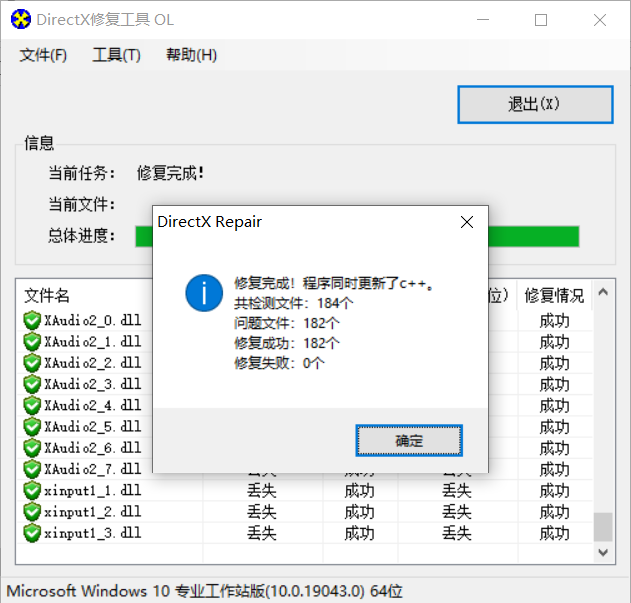 DirectX修复工具 OL
文件(F) 工具(T) 帮助(H)
退出(X)
信息
当前任务： 修复完成！
当前文件：
总体进度：
DirectX Repair
修复完成！程序同时更新了c++。
共检测文件：184个
问题文件：182个
修复成功：182个
修复失败：0个
确定
文件名 位） 修复情况
XAudio2_0.dll 成功
XAudio2_1.dll 成功
XAudio2_2.dll 成功
XAudio2_3.dll 成功
XAudio2_4.dll 成功
XAudio2_5.dll 成功
XAudio2_6.dll 成功
XAudio2_7.dll 丢失 成功 丢失 成功
xinput1_1.dll 丢失 成功 丢失 成功
xinput1_2.dll 丢失 成功 丢失 成功
xinput1_3.dll 丢失 成功 丢失 成功
Microsoft Windows 10 专业工作站版(10.0.19043.0) 64位